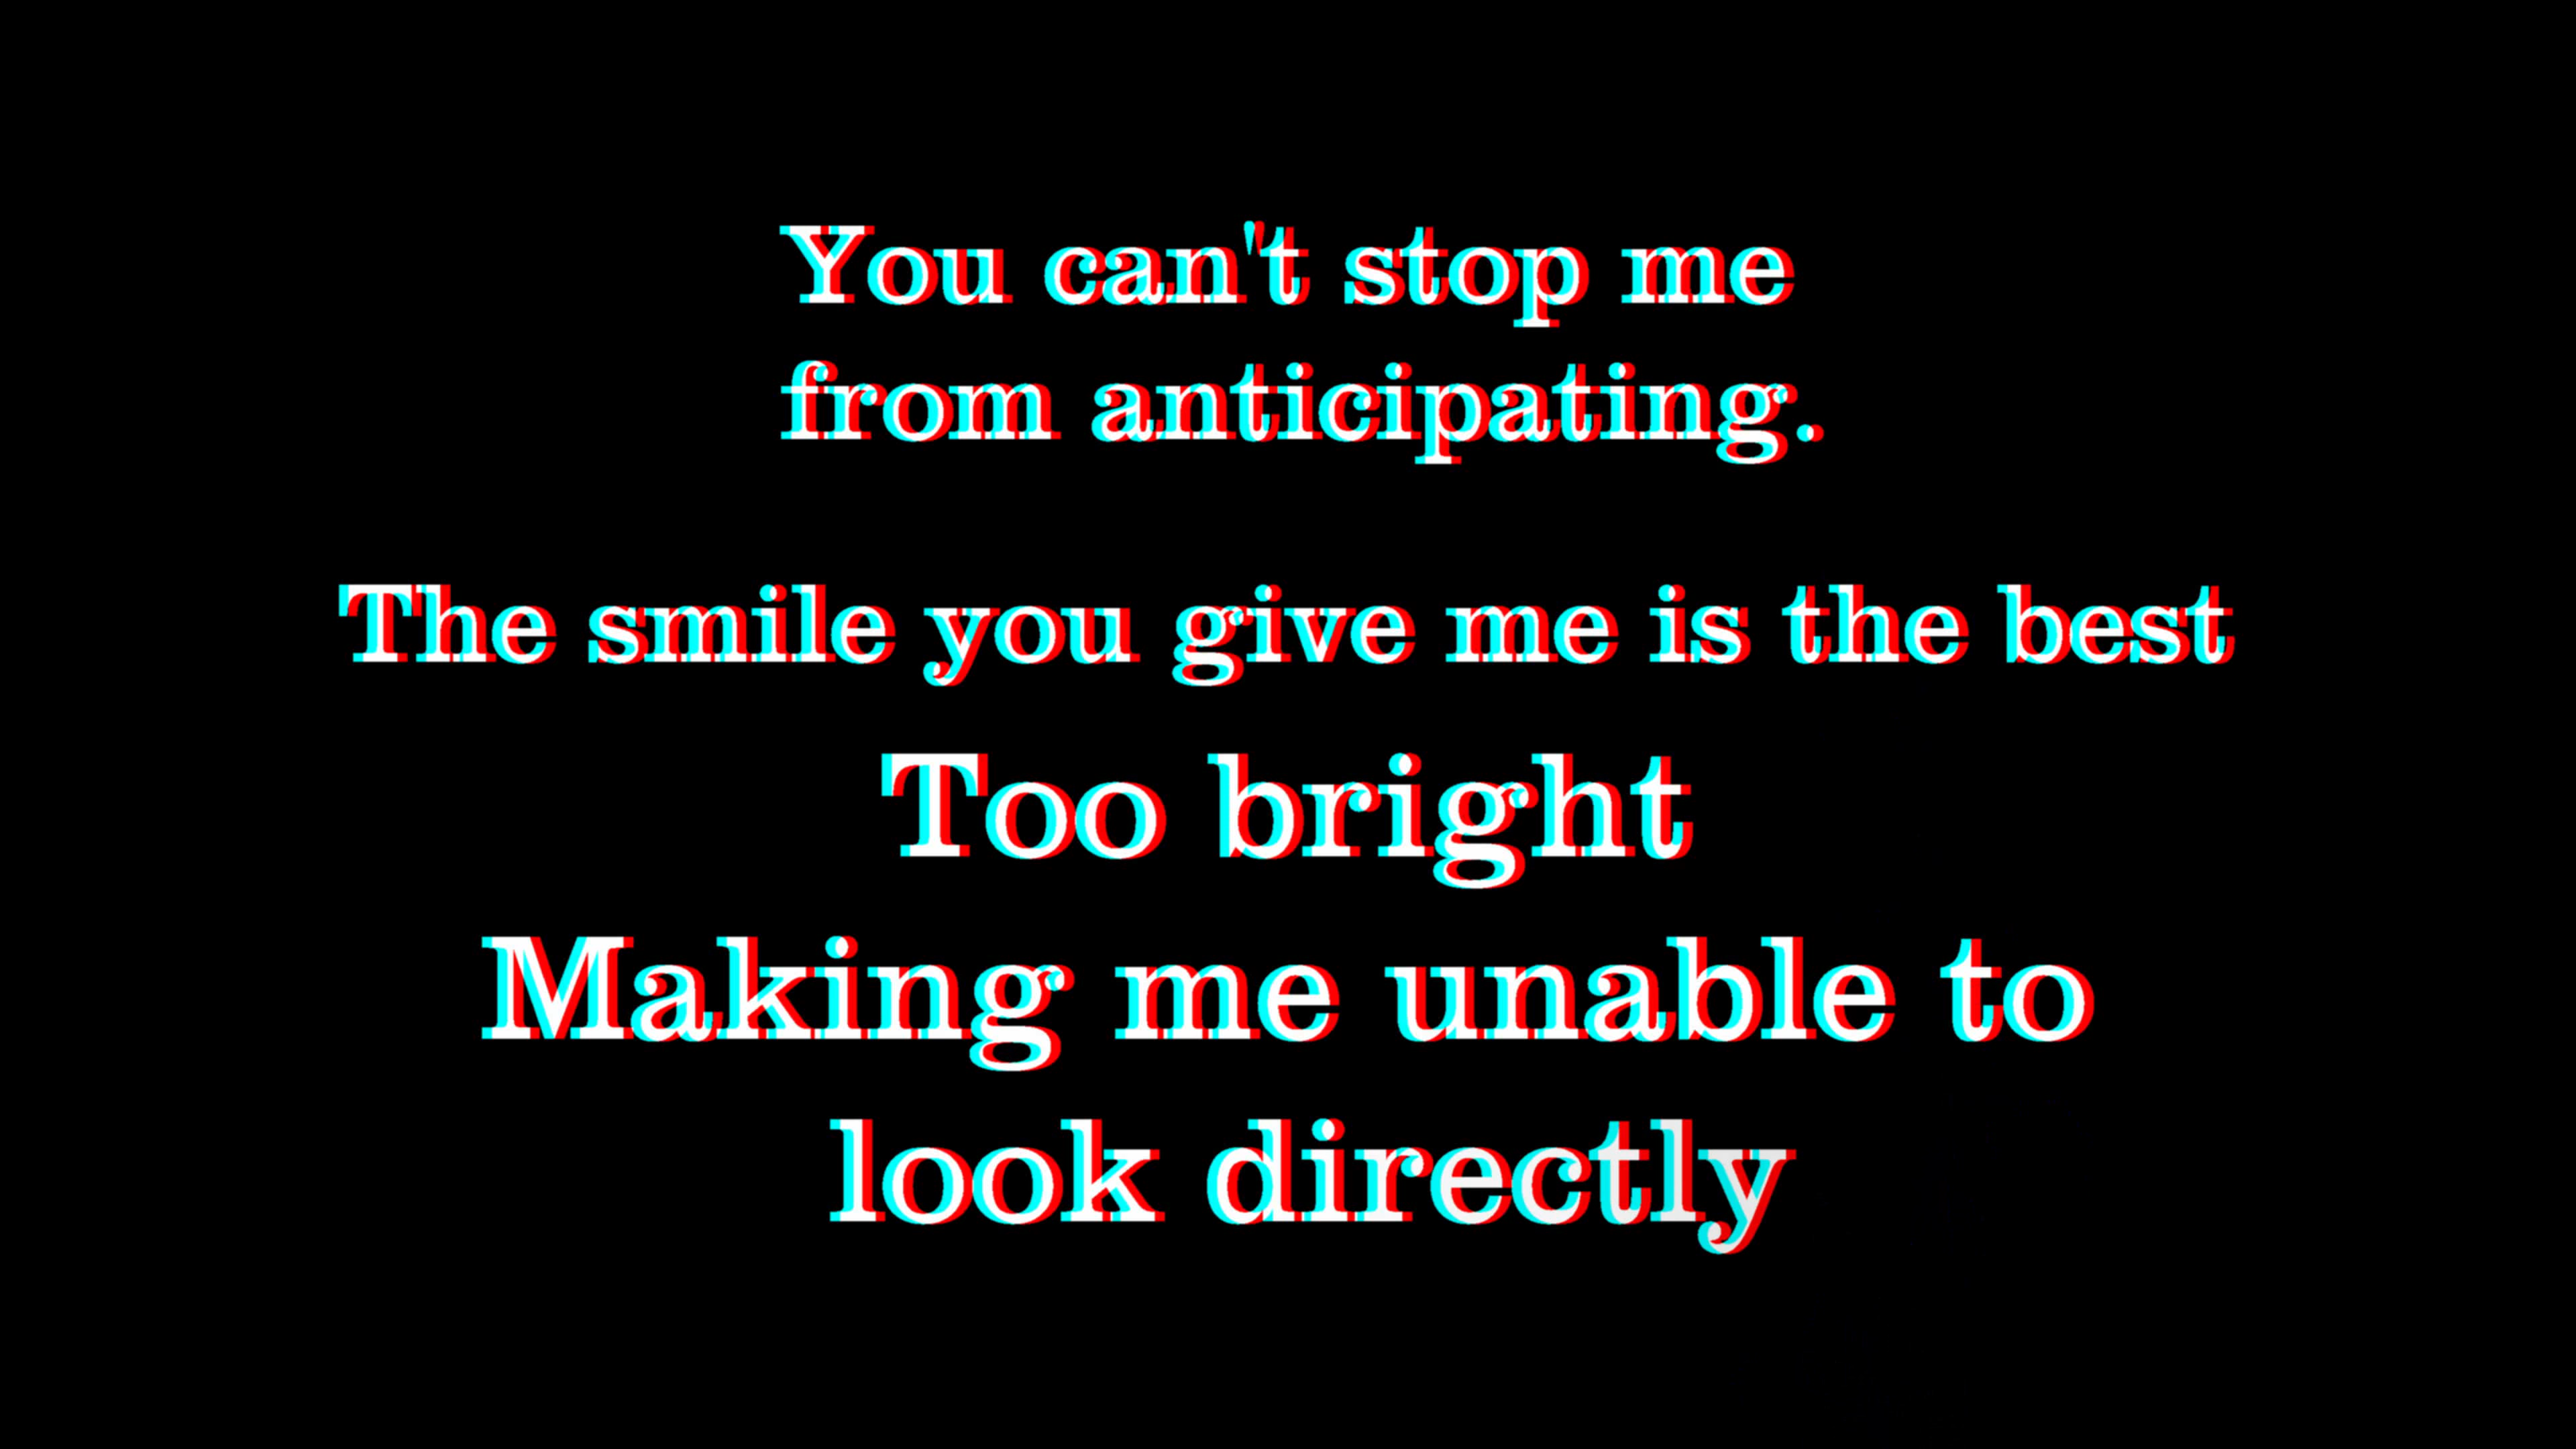 You can't stop me
from anticipating.
The smile you give me is the best
Too bright
Making me unable to
look directly